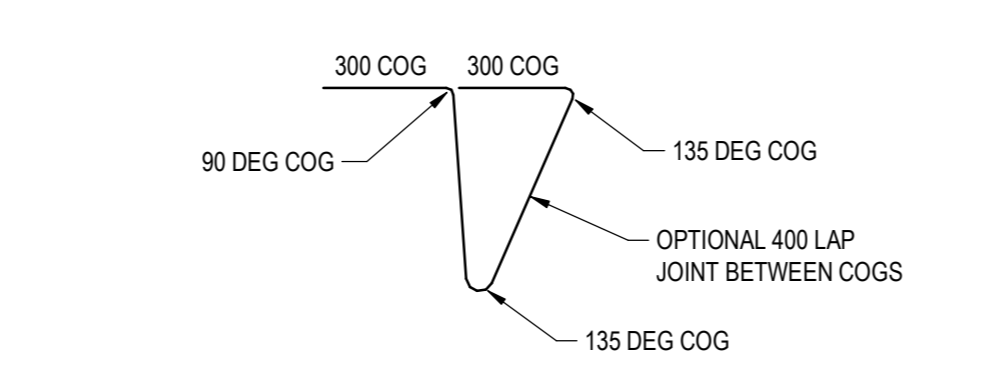 300 COG
300 COG
90 DEG COG
135 DEG COG
OPTIONAL 400 LAP
JOINT BETWEEN COGS
135 DEG COG